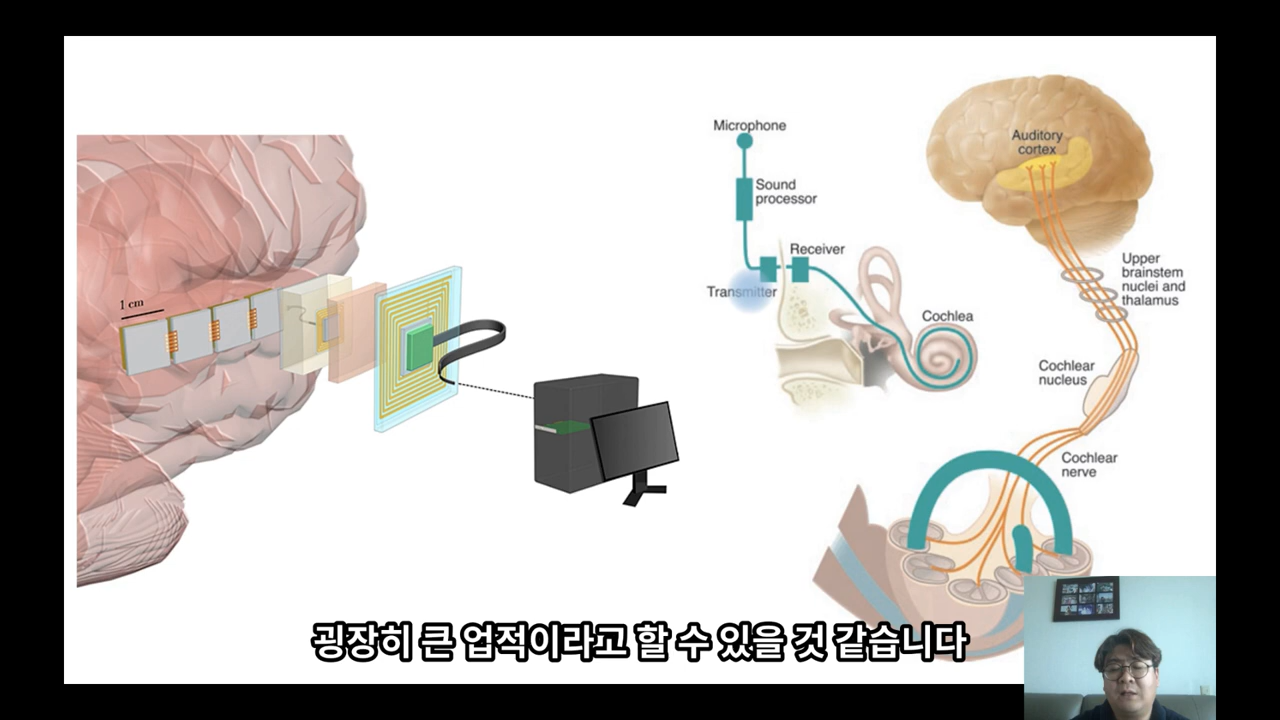 1 cm
Microphone
Sound
processor
Receiver
Transmitter
Cochlea
Auditory
cortex
Upper
brainstem
nuclei and
thalamus
Cochlear
nucleus
Cochlear
nerve
굉장히 큰 업적이라고 할 수 있을 것 같습니다